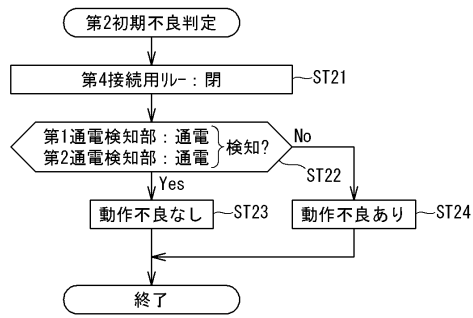 第2初期不良判定
第4接続用リレー：閉
ST21
第1通電検知部：通電
第2通電検知部：通電
検知?
No
ST22
Yes
動作不良なし
ST23
動作不良あり
ST24
終了